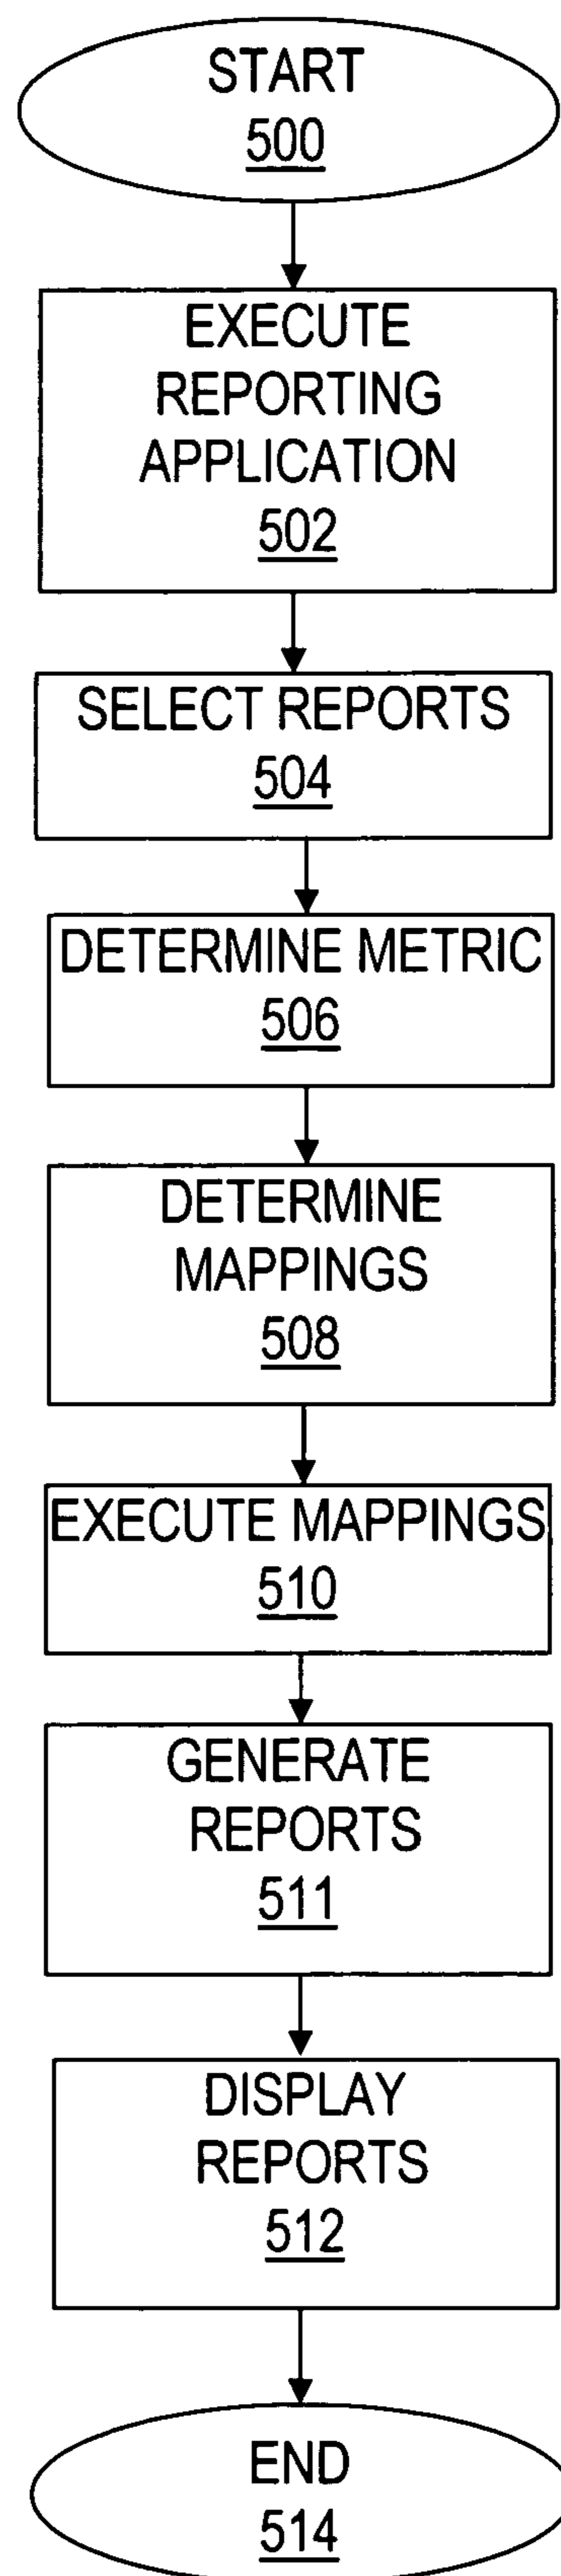 START
500
EXECUTE
REPORTING
APPLICATION
502
SELECT REPORTS
504
DETERMINE METRIC
506
DETERMINE
MAPPINGS
508
EXECUTE MAPPINGS
510
GENERATE
REPORTS
511
DISPLAY
REPORTS
512
END
514